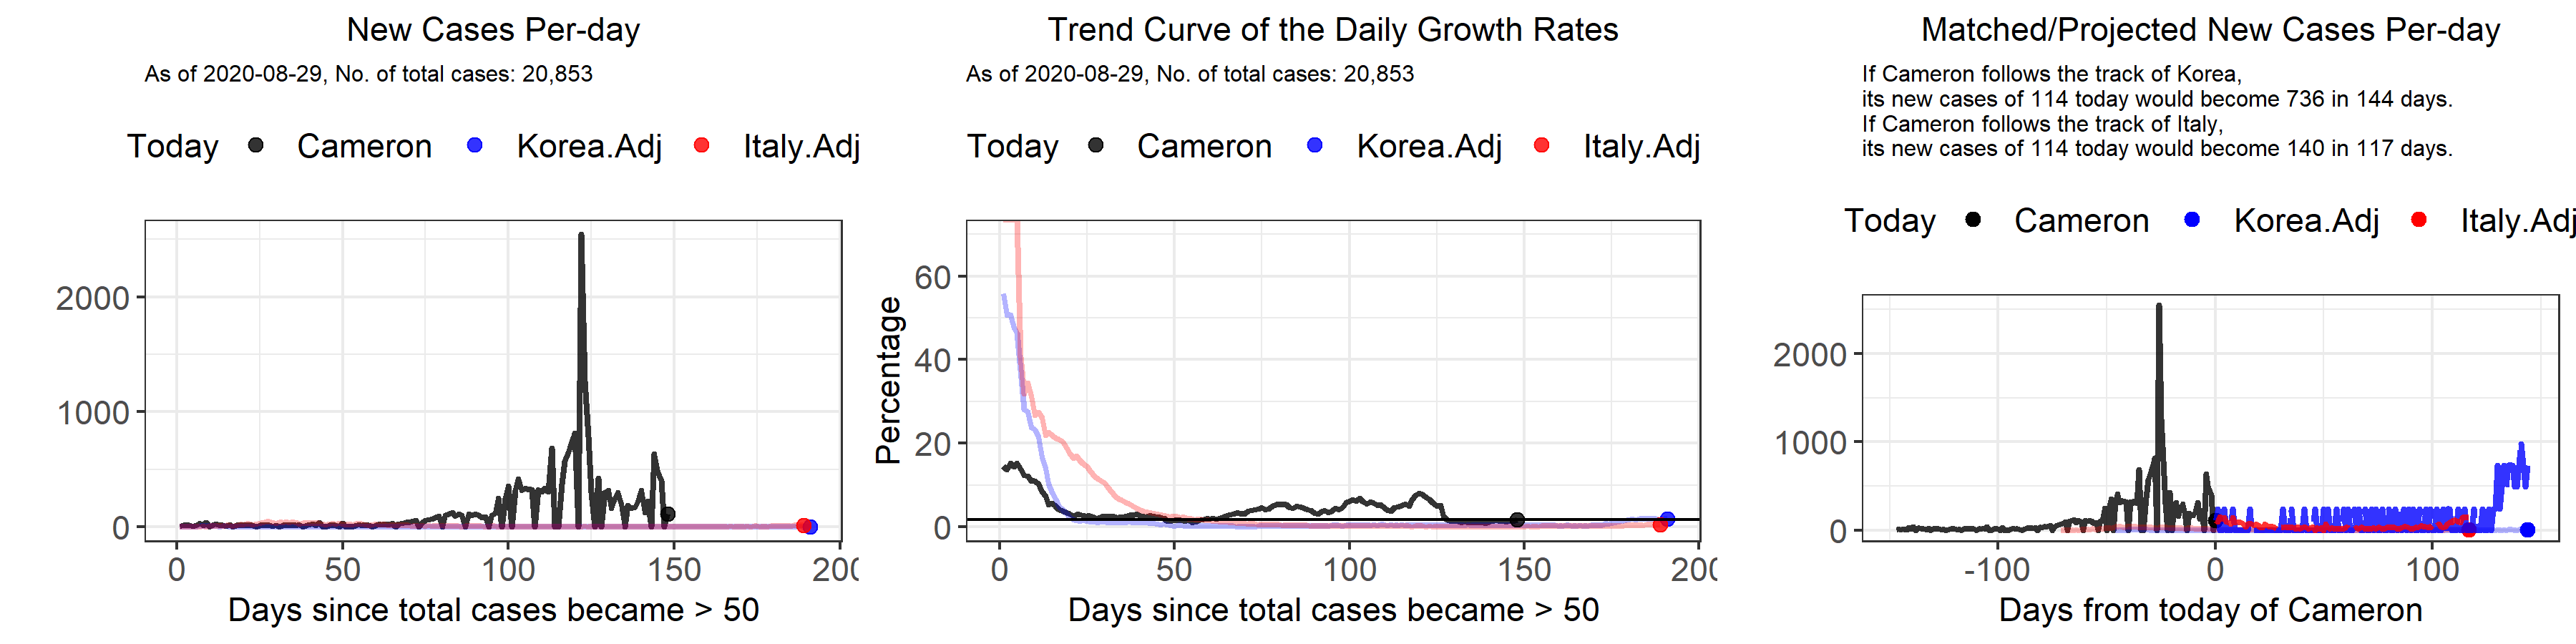 New Cases Per-day
As of 2020-08-29, No. of total cases: 20,853
Today Cameron Korea.Adj Italy.Adj
2000
1000
0
0 50 100 150 200
Days since total cases became > 50
Trend Curve of the Daily Growth Rates
As of 2020-08-29, No. of total cases: 20,853
Today Cameron Korea.Adj Italy.Adj
Percentage
60
40
20
0
0 50 100 150 200
Days since total cases became > 50
Matched/Projected New Cases Per-day
If Cameron follows the track of Korea,
its new cases of 114 today would become 736 in 144 days.
If Cameron follows the track of Italy,
its new cases of 114 today would become 140 in 117 days.
Today Cameron Korea.Adj Italy.Adj
2000
1000
0
-100 0 100
Days from today of Cameron